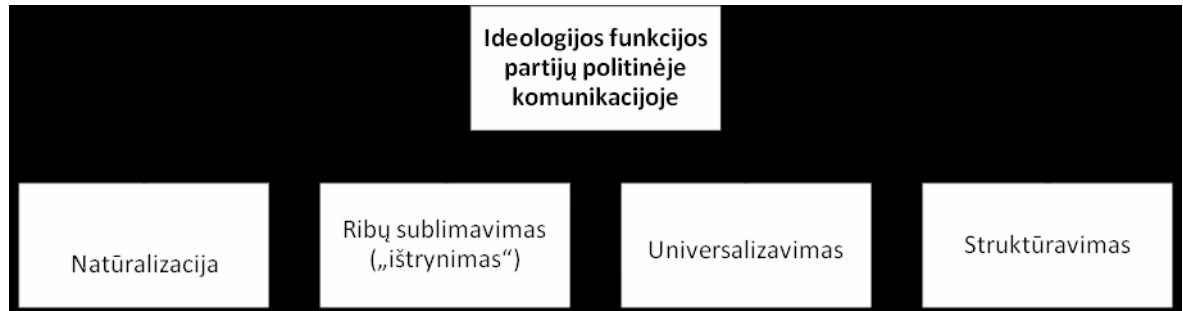 Ideologijos funkcijos
partijų politinėje
komunikacijoje
Natūralizacija
Ribų sublimavimas
(„ištrynimas“)
Universalizavimas
Struktūravimas